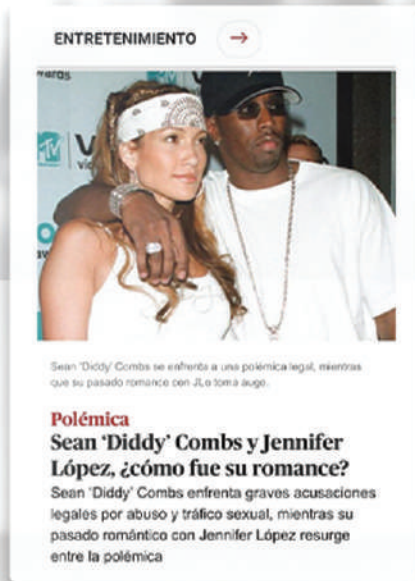 ENTRETENIMIENTO →
MTV
Sean "Diddy" Combs se enfrenta a una polémica legal, mientras
que su pasado romance con JLo toma auge.
Polémica
Sean ‘Diddy’ Combs y Jennifer
López, ¿cómo fue su romance?
Sean "Diddy" Combs enfrenta graves acusaciones
legales por abuso y tráfico sexual, mientras su
pasado romántico con Jennifer López resurge
entre la polémica